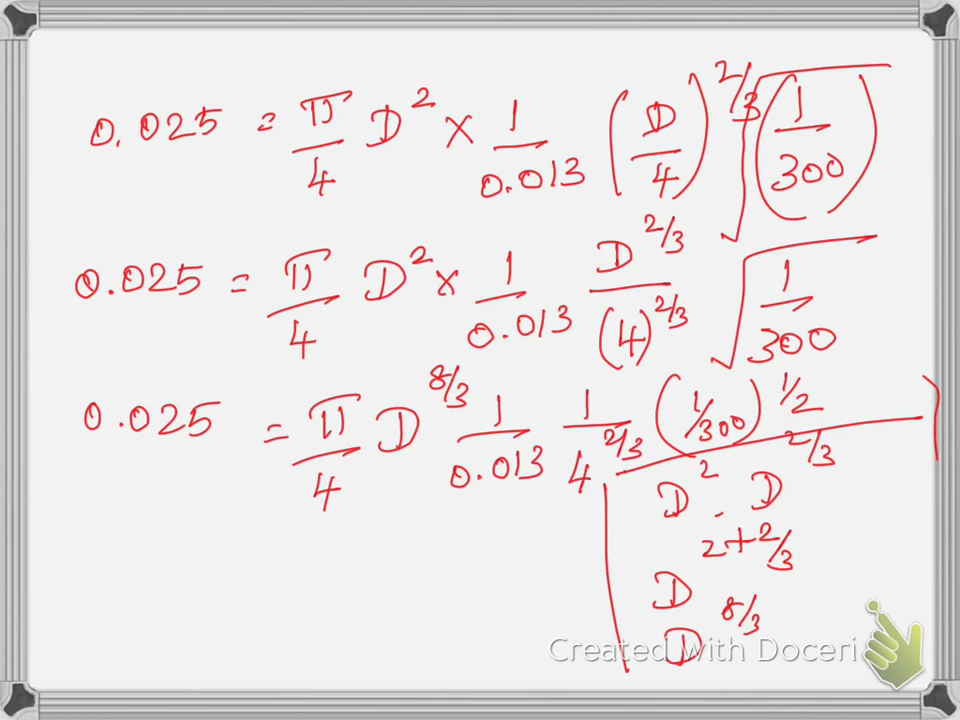 0.025 = π/4 D² × 1/0.013 (D/4)^2/3 √(1/300)
0.025 = π/4 D² × 1/0.013 D^2/3/(4)^2/3 √1/300
0.025 = π/4 D^8/3 1/0.013 1/4^2/3 (1/300)^1/2
D² . D^2/3
D^2+2/3
D^8/3
Created with Doceri